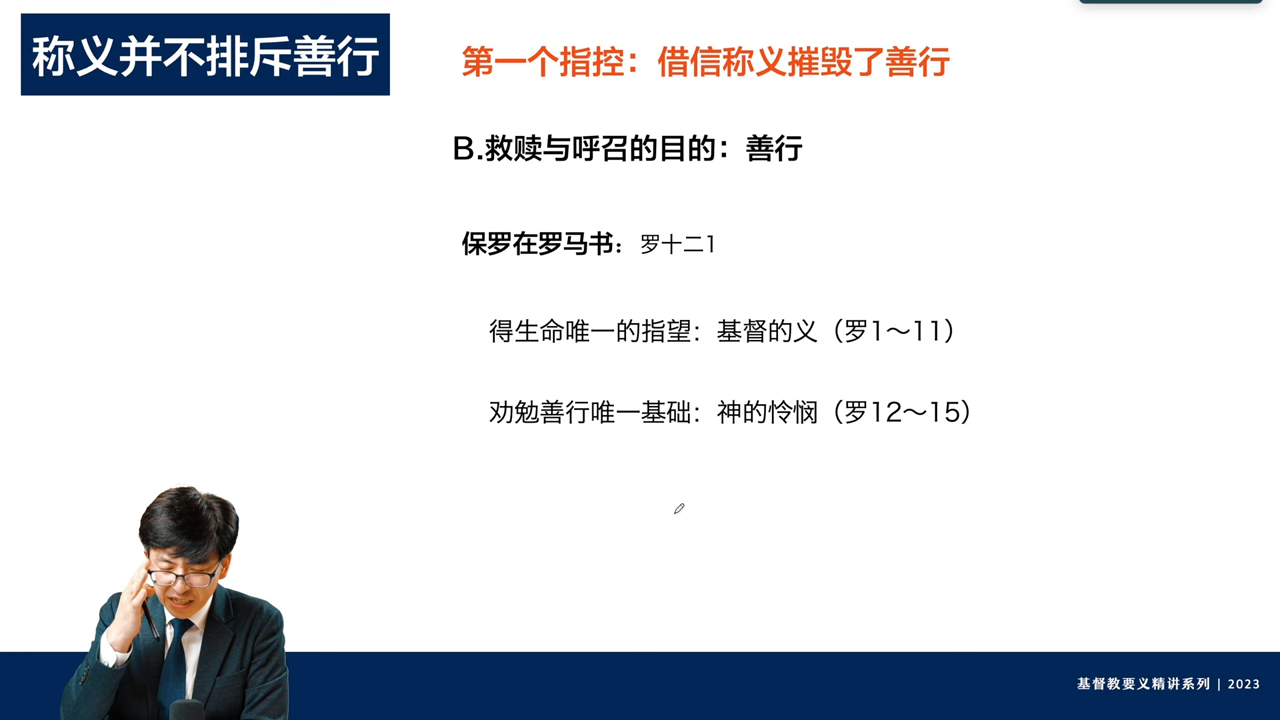 称义并不排斥善行
第一个指控：借信称义摧毁了善行
B.救赎与呼召的目的：善行
保罗在罗马书：罗十二1
得生命唯一的指望：基督的义（罗1～11）
劝勉善行唯一基础：神的怜悯（罗12～15）
基督教要义精讲系列 | 2023